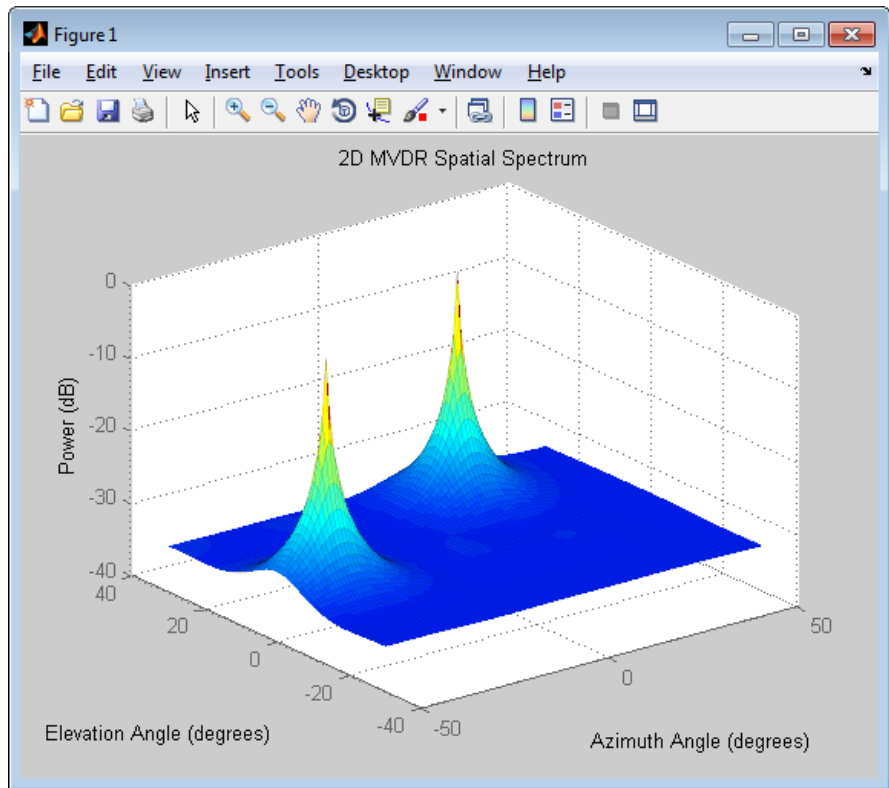 Figure 1
File Edit View Insert Tools Desktop Window Help
2D MVDR Spatial Spectrum
0
-10
-20
-30
-40
Power (dB)
40
20
0
-20
-40
Elevation Angle (degrees)
-50
0
50
Azimuth Angle (degrees)